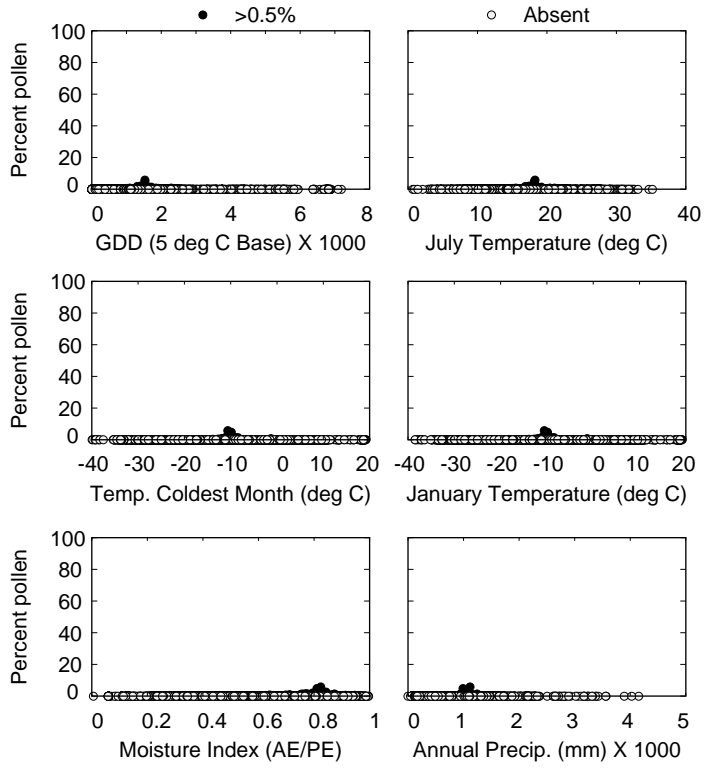 ● >0.5% ○ Absent
Percent pollen
100
80
60
40
20
0
0 2 4 6 8
GDD (5 deg C Base) X 1000
100
80
60
40
20
0
0 10 20 30 40
July Temperature (deg C)
Percent pollen
100
80
60
40
20
0
-40 -30 -20 -10 0 10 20
Temp. Coldest Month (deg C)
100
80
60
40
20
0
-40 -30 -20 -10 0 10 20
January Temperature (deg C)
Percent pollen
100
80
60
40
20
0
0 0.2 0.4 0.6 0.8 1
Moisture Index (AE/PE)
100
80
60
40
20
0
0 1 2 3 4 5
Annual Precip. (mm) X 1000